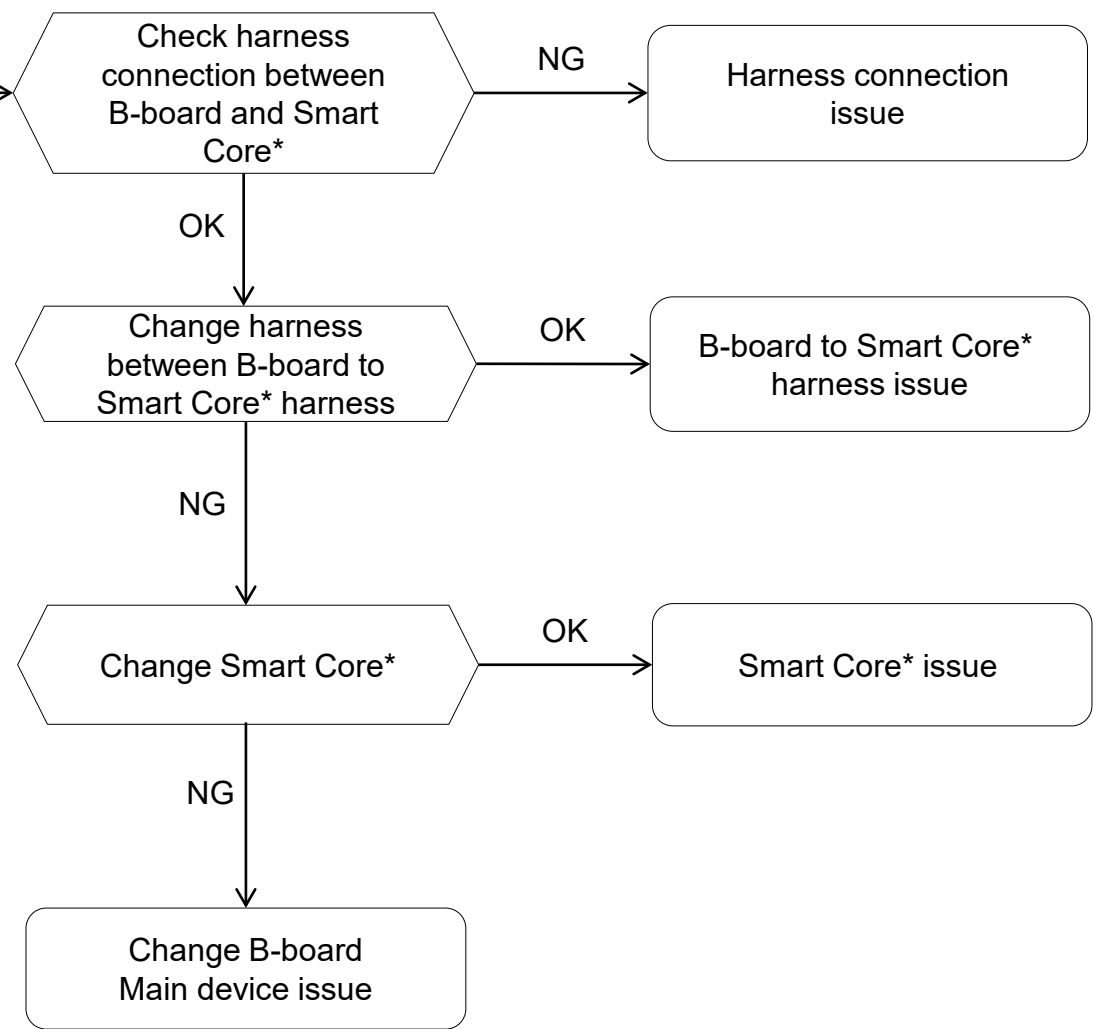 Check harness
connection between
B-board and Smart
Core*
NG
Harness connection
issue
OK
Change harness
between B-board to
Smart Core* harness
OK
B-board to Smart Core*
harness issue
NG
Change Smart Core*
OK
Smart Core* issue
NG
Change B-board
Main device issue